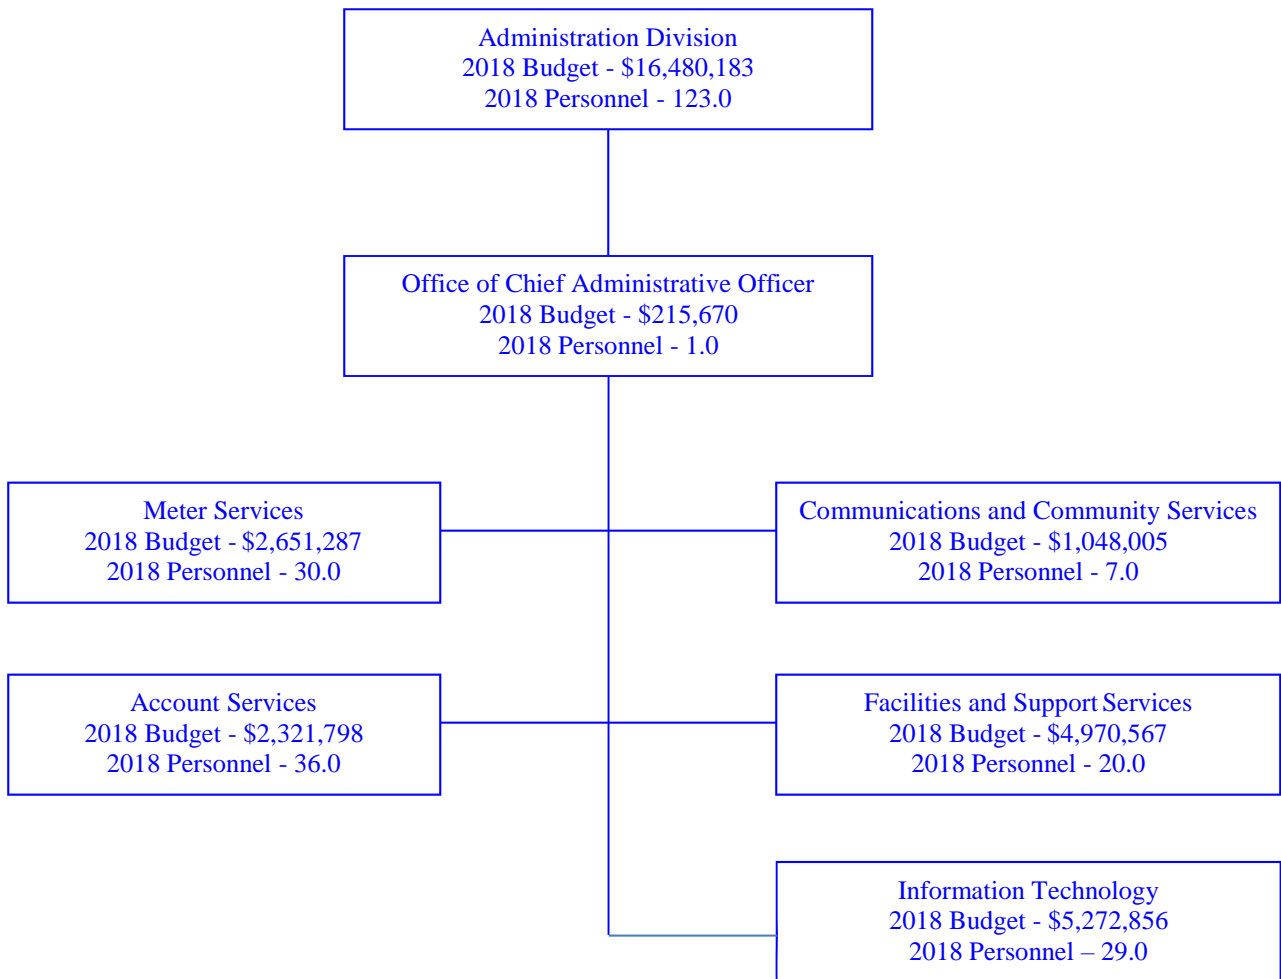 Administration Division
2018 Budget - $16,480,183
2018 Personnel - 123.0
Office of Chief Administrative Officer
2018 Budget - $215,670
2018 Personnel - 1.0
Meter Services
2018 Budget - $2,651,287
2018 Personnel - 30.0
Communications and Community Services
2018 Budget - $1,048,005
2018 Personnel - 7.0
Account Services
2018 Budget - $2,321,798
2018 Personnel - 36.0
Facilities and Support Services
2018 Budget - $4,970,567
2018 Personnel - 20.0
Information Technology
2018 Budget - $5,272,856
2018 Personnel – 29.0